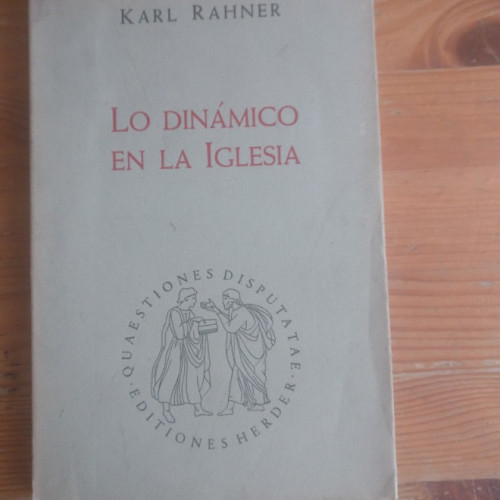 KARL RAHNER
LO DINÁMICO
EN LA IGLESIA
QUAESTIONES DISPUTATAE
· EDITIONES HERDER ·